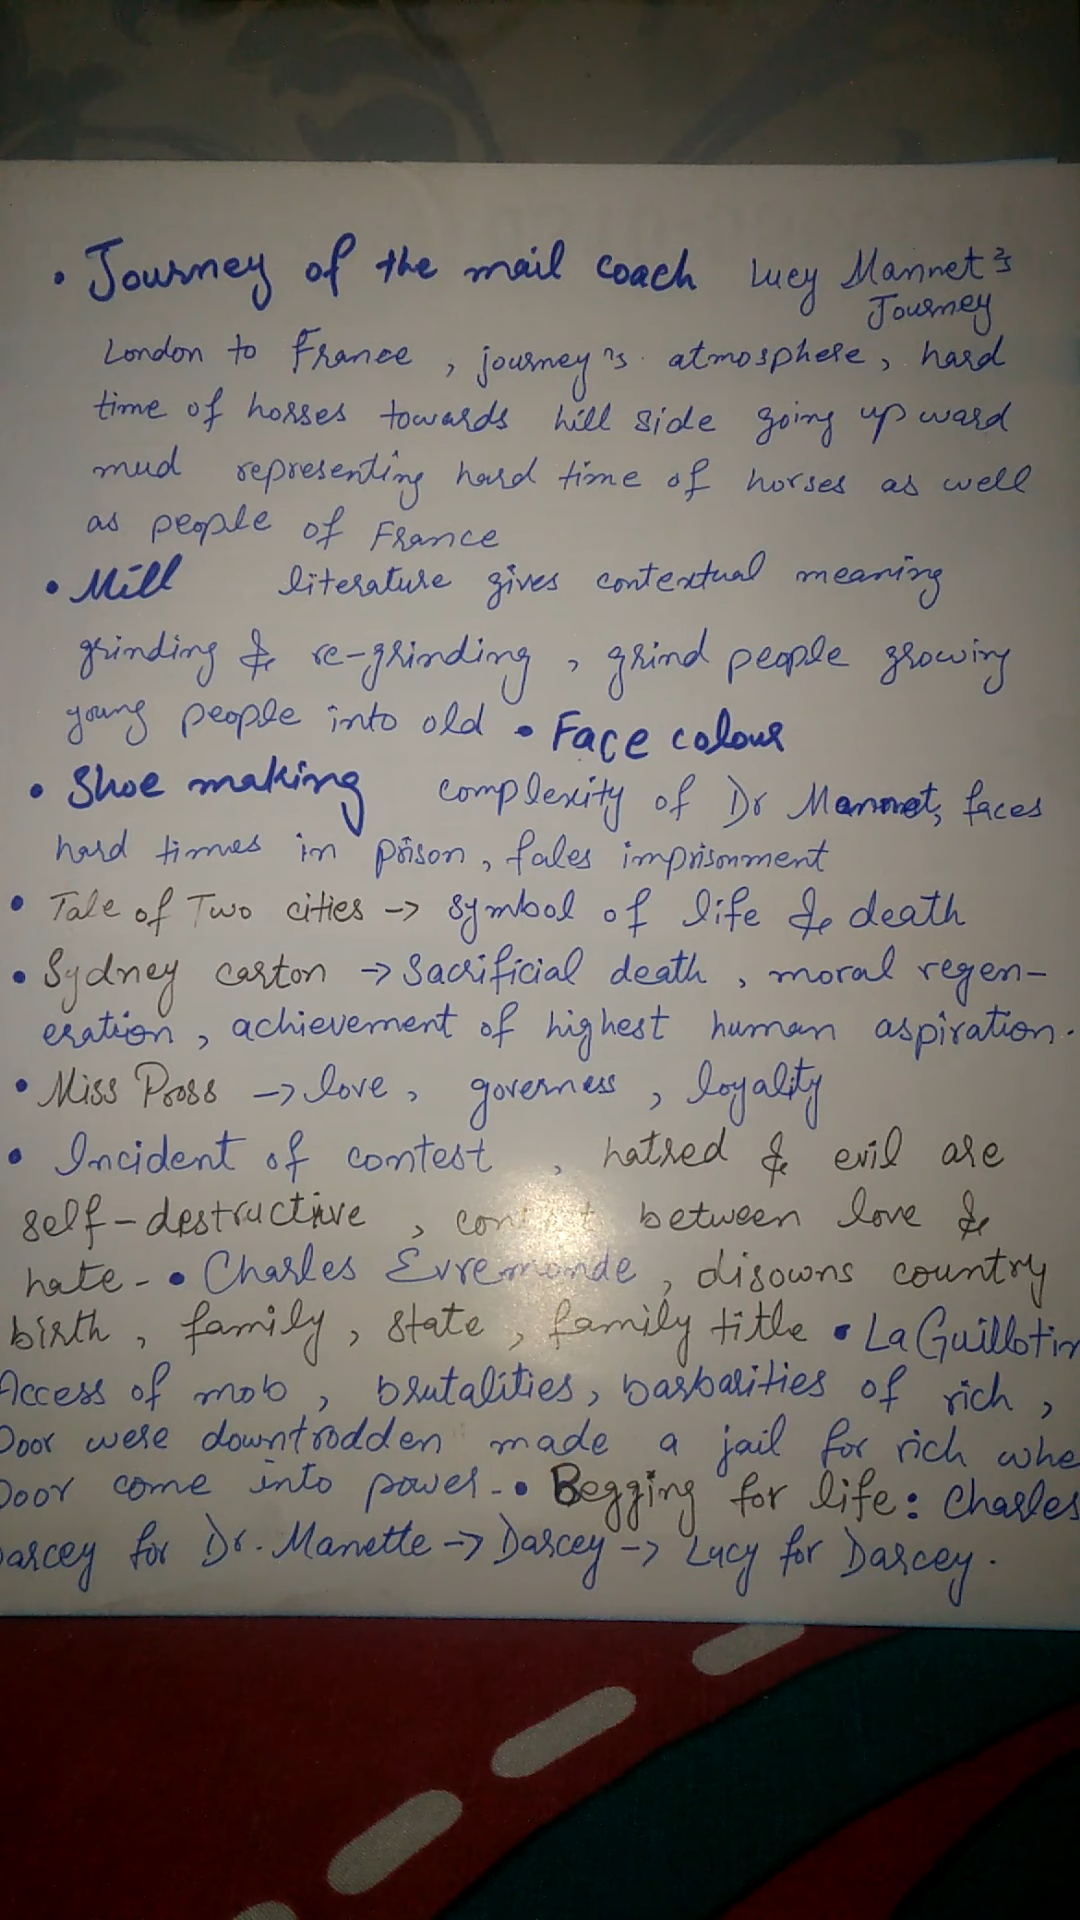 • Journey of the mail coach Lucy Mannet's
Journey
London to France, journey's atmosphere, hard
time of horses towards hill side going upward
mud representing hard time of horses as well
as people of France
• Mill literature gives contextual meaning
grinding & re-grinding, grind people growing
young people into old • Face colour
• Shoe making complexity of Dr Mannet, faces
hard times in prison, fales imprisonment
• Tale of Two cities -> symbol of life & death
• Sydney carton -> Sacrificial death, moral regen-
eration, achievement of highest human aspiration.
• Miss Pross -> love, governess, loyality
• Incident of contest, hatred & evil are
self-destructive, between love &
hate-. • Charles Evremonde, disowns country
birth, family, state, family title • La Guillotin
Access of mob, brutalities, barbarities of rich,
Poor were downtrodden made a jail for rich whe
Poor come into power-. • Begging for life: Charles
Darcey for Dr. Manette -> Darcey -> Lucy for Darcey.